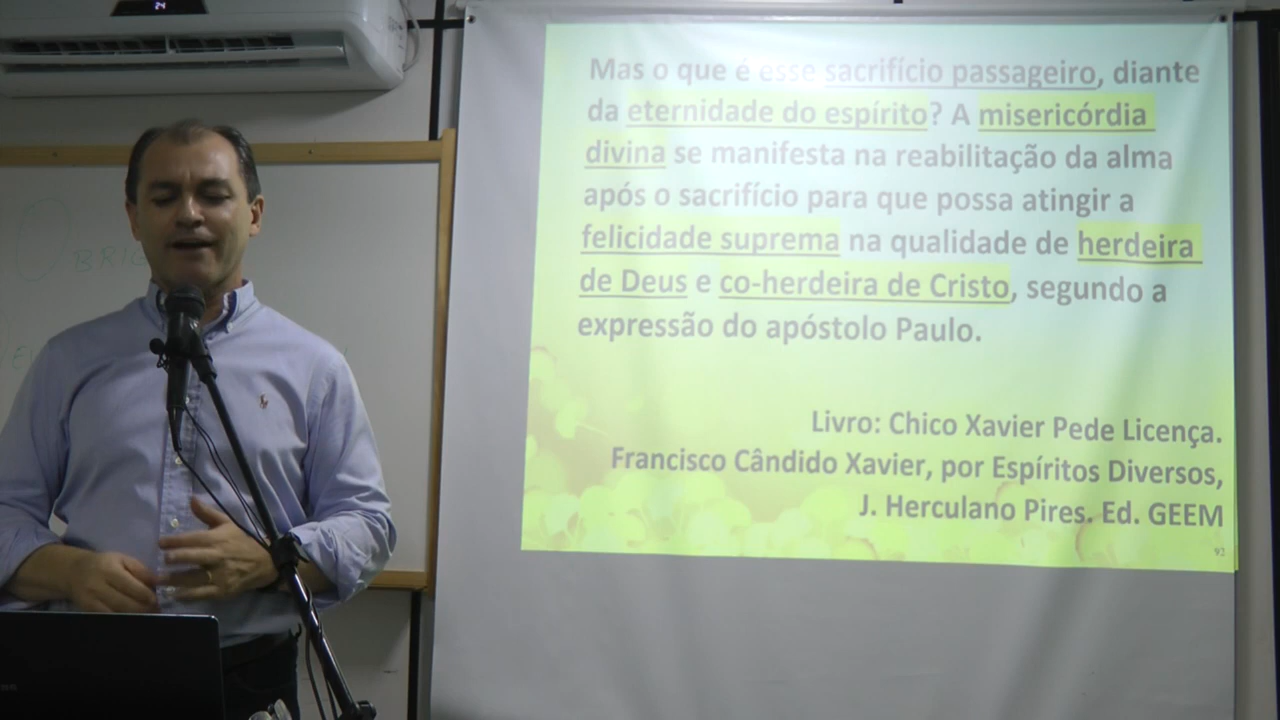 24
Mas o que é esse sacrifício passageiro, diante
da eternidade do espírito? A misericórdia
divina se manifesta na reabilitação da alma
após o sacrifício para que possa atingir a
felicidade suprema na qualidade de herdeira
de Deus e co-herdeira de Cristo, segundo a
expressão do apóstolo Paulo.
Livro: Chico Xavier Pede Licença.
Francisco Cândido Xavier, por Espíritos Diversos,
J. Herculano Pires. Ed. GEEM
92